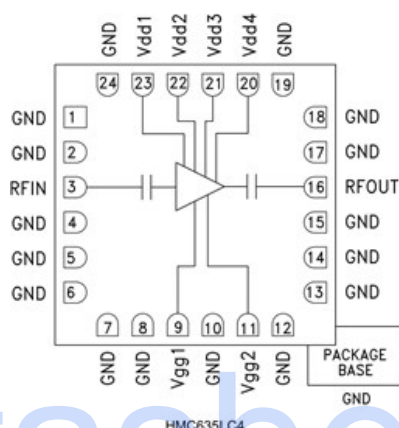 GND Vdd1 Vdd2 Vdd3 Vdd4 GND
24 23 22 21 20 19
GND 1 18 GND
GND 2 17 GND
RFIN 3 16 RFOUT
GND 4 15 GND
GND 5 14 GND
GND 6 13 GND
7 8 9 10 11 12
GND GND Vgg1 GND Vgg2 GND
PACKAGE
BASE
GND
HMC635LC4